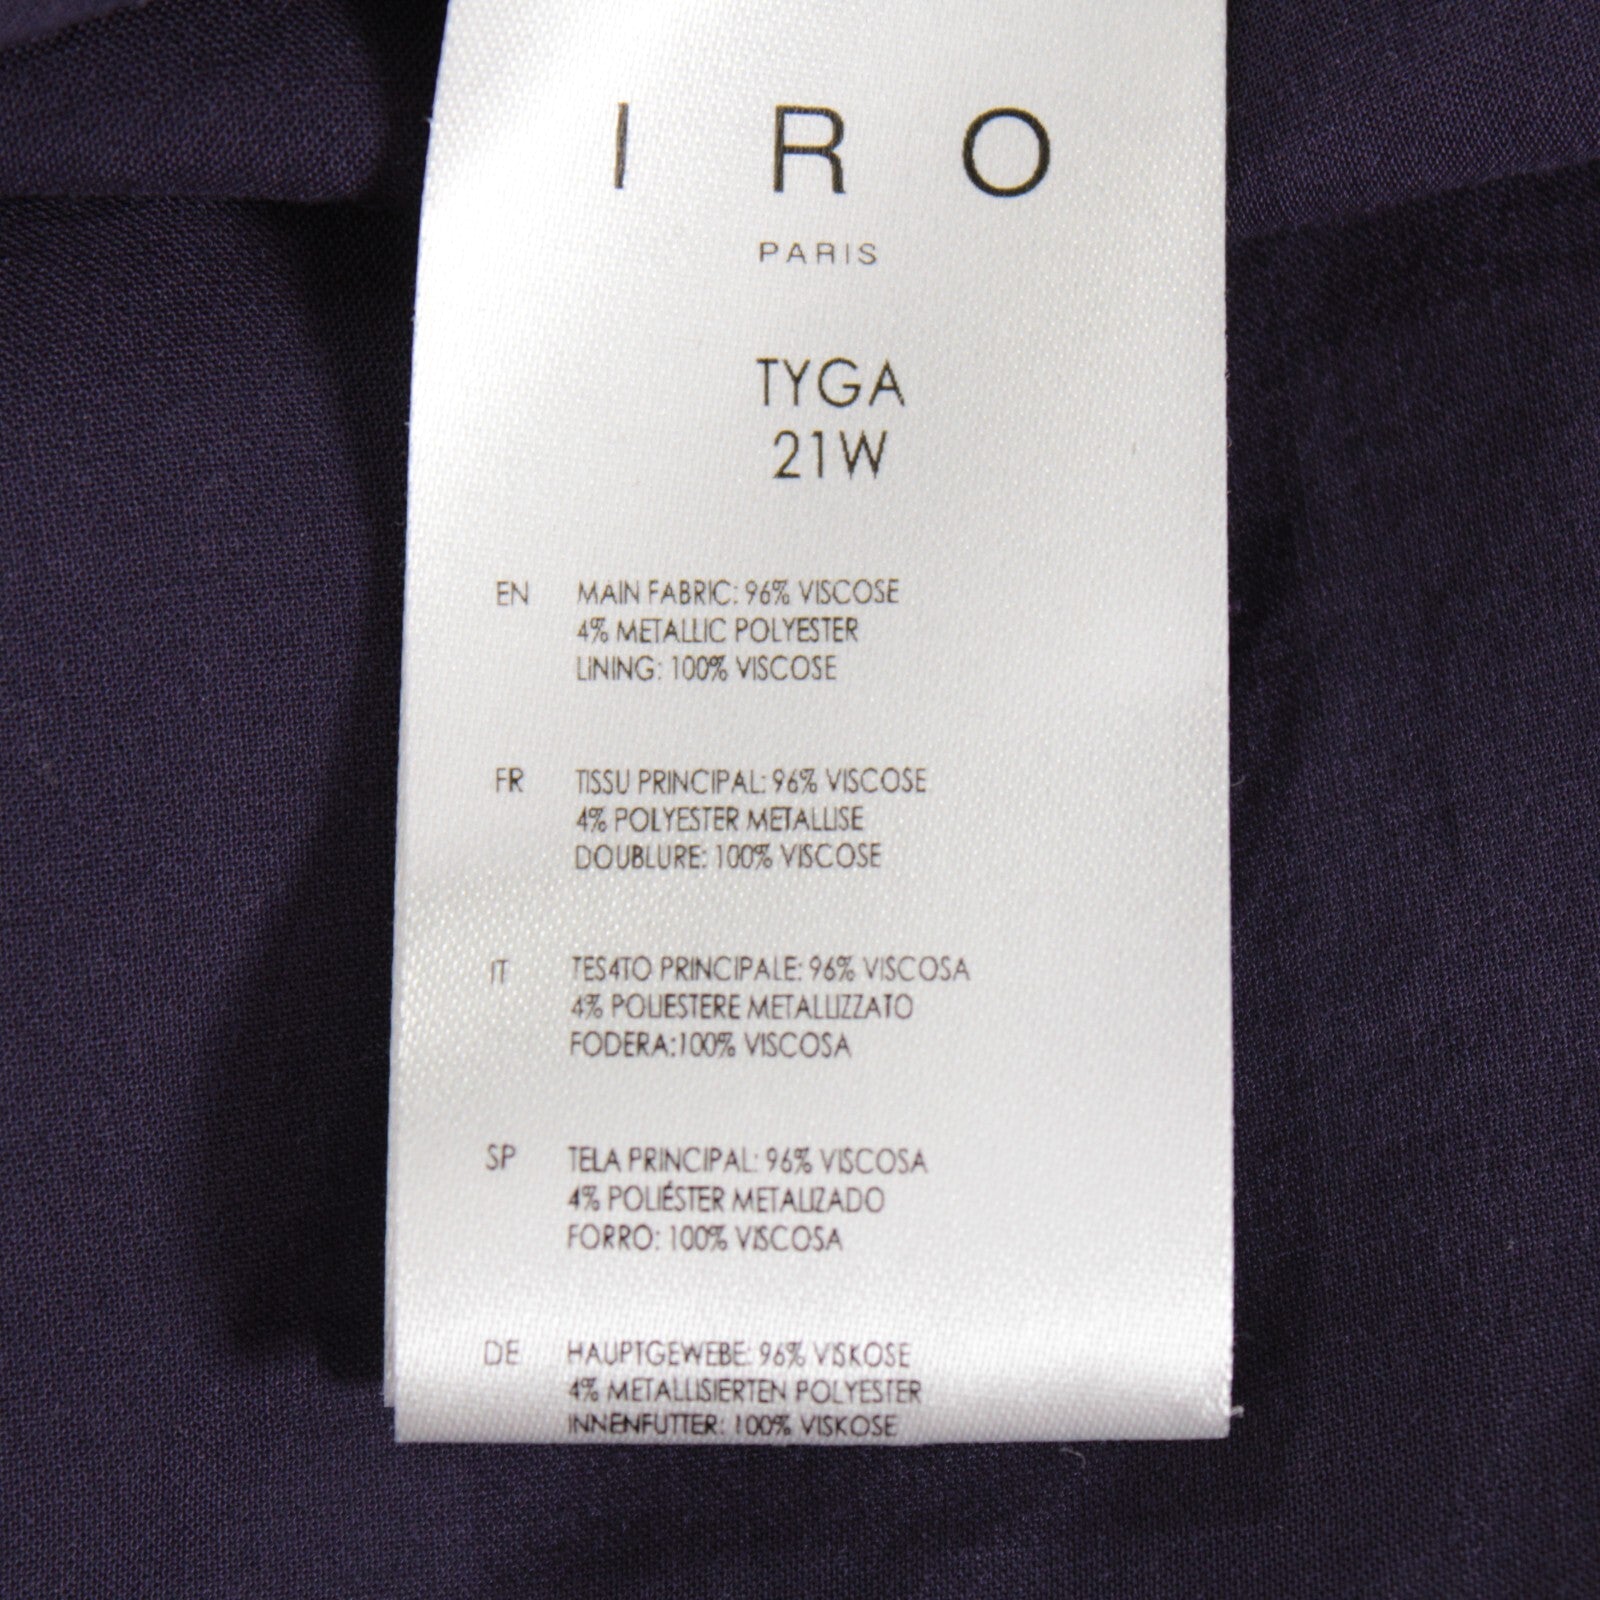 IRO
PARIS
TYGA
21W
EN MAIN FABRIC: 96% VISCOSE
4% METALLIC POLYESTER
LINING: 100% VISCOSE
FR TISSU PRINCIPAL: 96% VISCOSE
4% POLYESTER METALLISE
DOUBLURE: 100% VISCOSE
IT TES4TO PRINCIPALE: 96% VISCOSA
4% POLIESTERE METALLIZZATO
FODERA:100% VISCOSA
SP TELA PRINCIPAL: 96% VISCOSA
4% POLIÉSTER METALIZADO
FORRO: 100% VISCOSA
DE HAUPTGEWEBE: 96% VISKOSE
4% METALLISIERTEN POLYESTER
INNENFUTTER: 100% VISKOSE